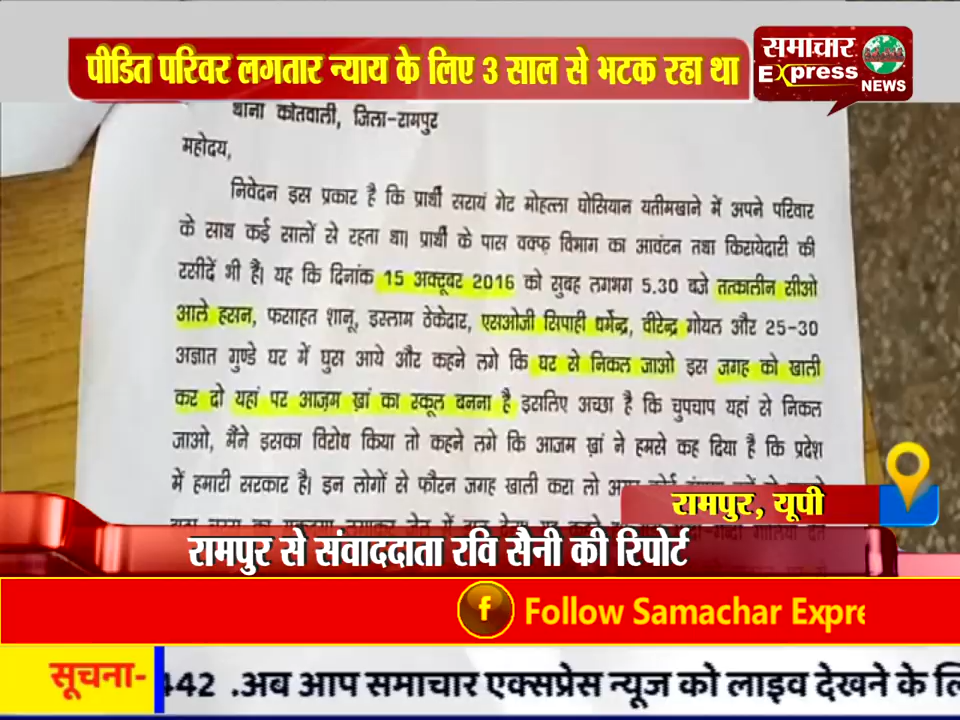 पीडित परिवर लगतार न्याय के लिए 3 साल से भटक रहा था
समाचार
Express
NEWS
थाना कोतवाली, जिला-रामपुर
महोदय,
निवेदन इस प्रकार है कि प्रार्थी सरायं गेट मोहल्ला घोसियान यतीमखाने में अपने परिवार
के साथ कई सालों से रहता था। प्रार्थी के पास वक्फ विभाग का आवंटन तथा किरायेदारी की
रसीदें भी हैं। यह कि दिनांक 15 अक्टूबर 2016 को सुबह लगभग 5.30 बजे तत्कालीन सीओ
आले हसन, फसाहत शानू, इस्लाम ठेकेदार, एसओजी सिपाही धर्मेन्द्र, वीरेन्द्र गोयल और 25-30
अज्ञात गुण्डे घर में घुस आये और कहने लगे कि घर से निकल जाओ इस जगह को खाली
कर दो यहां पर आज़म ख़ां का स्कूल बनना है इसलिए अच्छा है कि चुपचाप यहां से निकल
जाओ, मैंने इसका विरोध किया तो कहने लगे कि आजम ख़ां ने हमसे कह दिया है कि प्रदेश
में हमारी सरकार है। इन लोगों से फौरन जगह खाली करा लो
रामपुर, यूपी
रामपुर से संवाददाता रवि सैनी की रिपोर्ट
f Follow Samachar Expre
सूचना- 442 .अब आप समाचार एक्सप्रेस न्यूज को लाइव देखने के लि